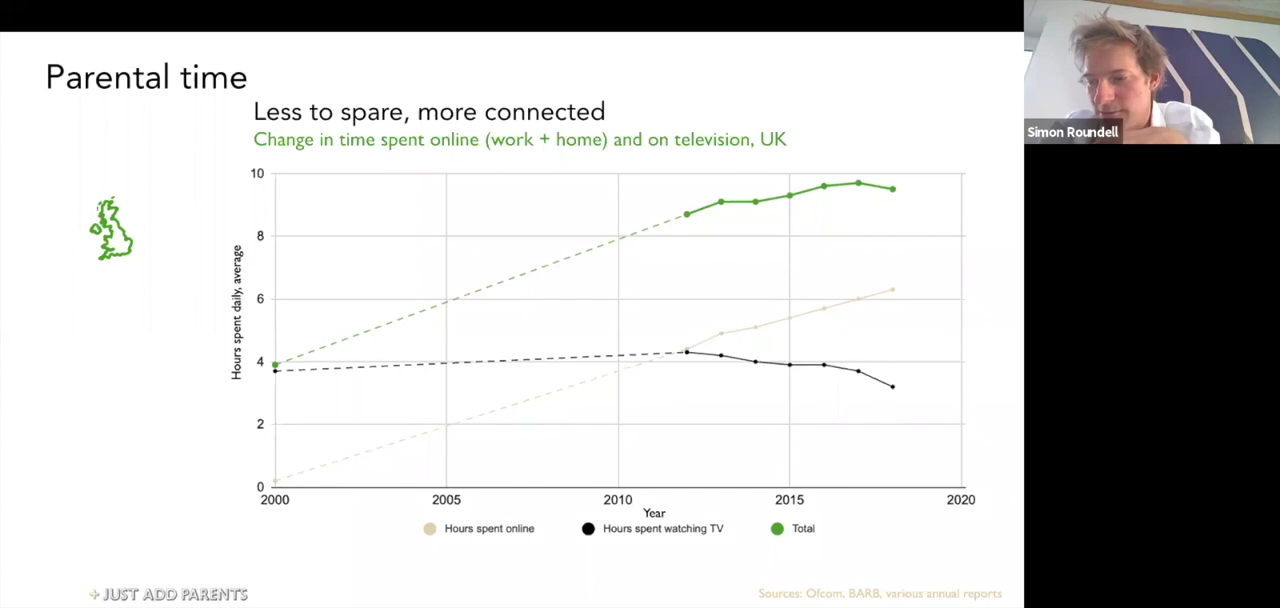 Parental time
Less to spare, more connected
Change in time spent online (work + home) and on television, UK
Simon Roundell
Hours spent daily, average
10
8
6
4
2
0
2000 2005 2010 2015 2020
Year
Hours spent online Hours spent watching TV Total
+ JUST ADD PARENTS
Sources: Ofcom, BARB, various annual reports